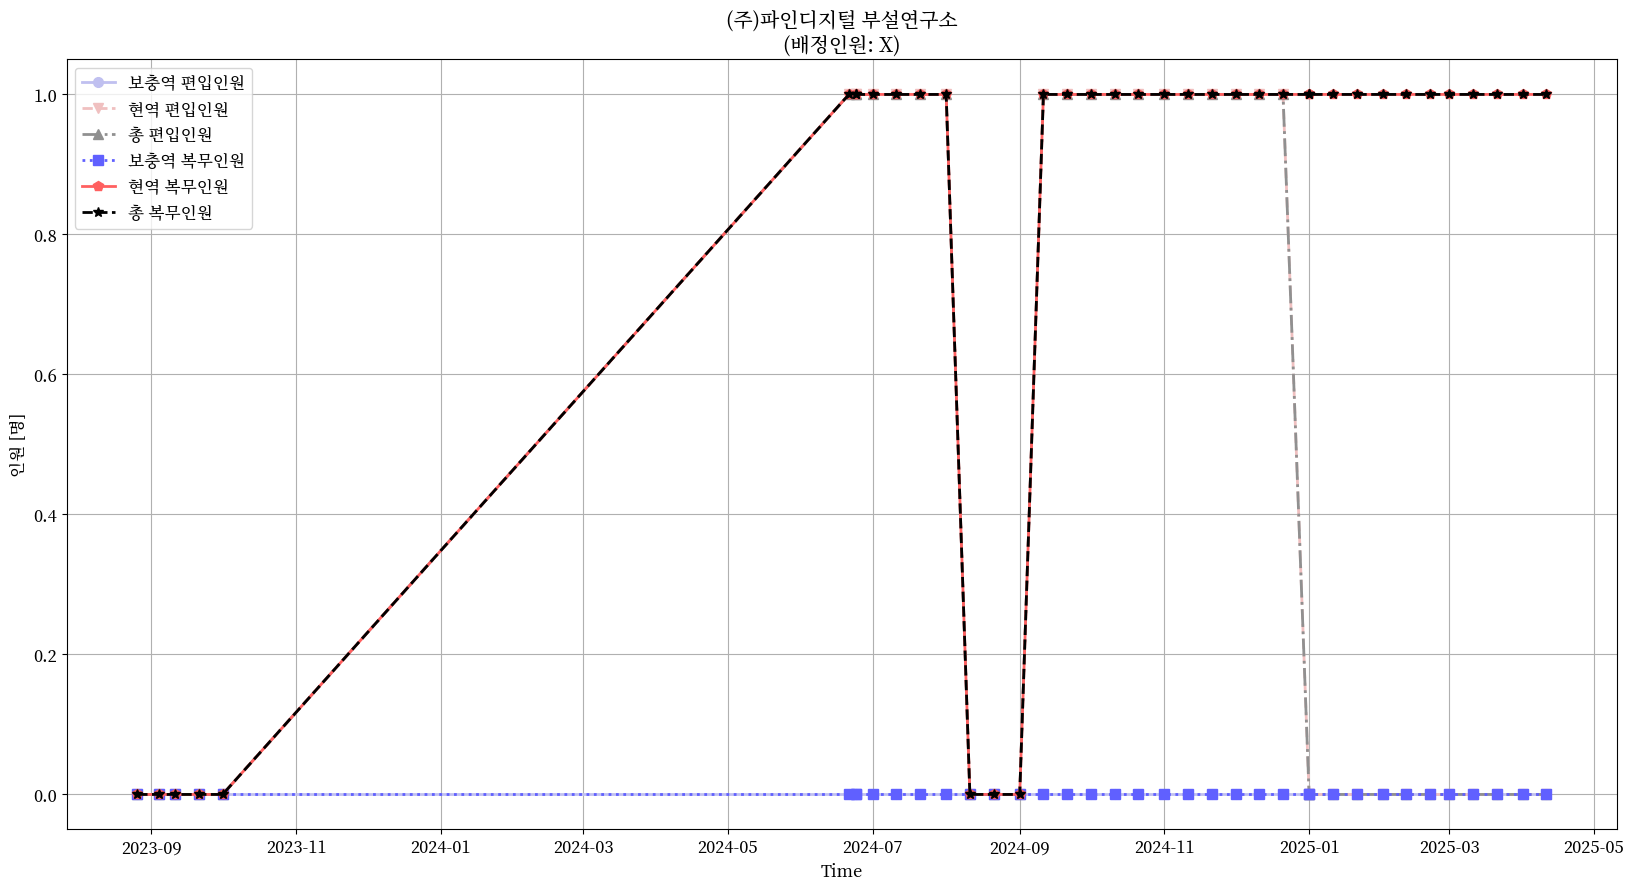 (주)파인디지털 부설연구소
(배정인원: X)
보충역 편입인원
현역 편입인원
총 편입인원
보충역 복무인원
현역 복무인원
총 복무인원
인원 [명]
1.0
0.8
0.6
0.4
0.2
0.0
2023-09
2023-11
2024-01
2024-03
2024-05
2024-07
2024-09
2024-11
2025-01
2025-03
2025-05
Time